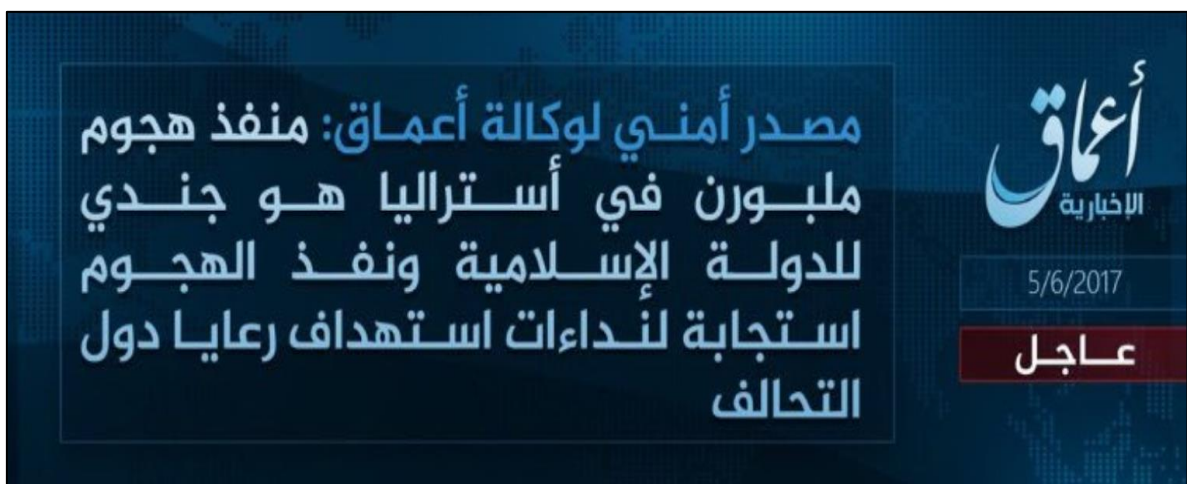 مصدر أمني لوكالة أعماق: منفذ هجوم
ملبورن في أستراليا هو جندي
للدولة الإسلامية ونفذ الهجوم
استجابة لنداءات استهداف رعايا دول
التحالف
أعماق
الإخبارية
5/6/2017
عاجل